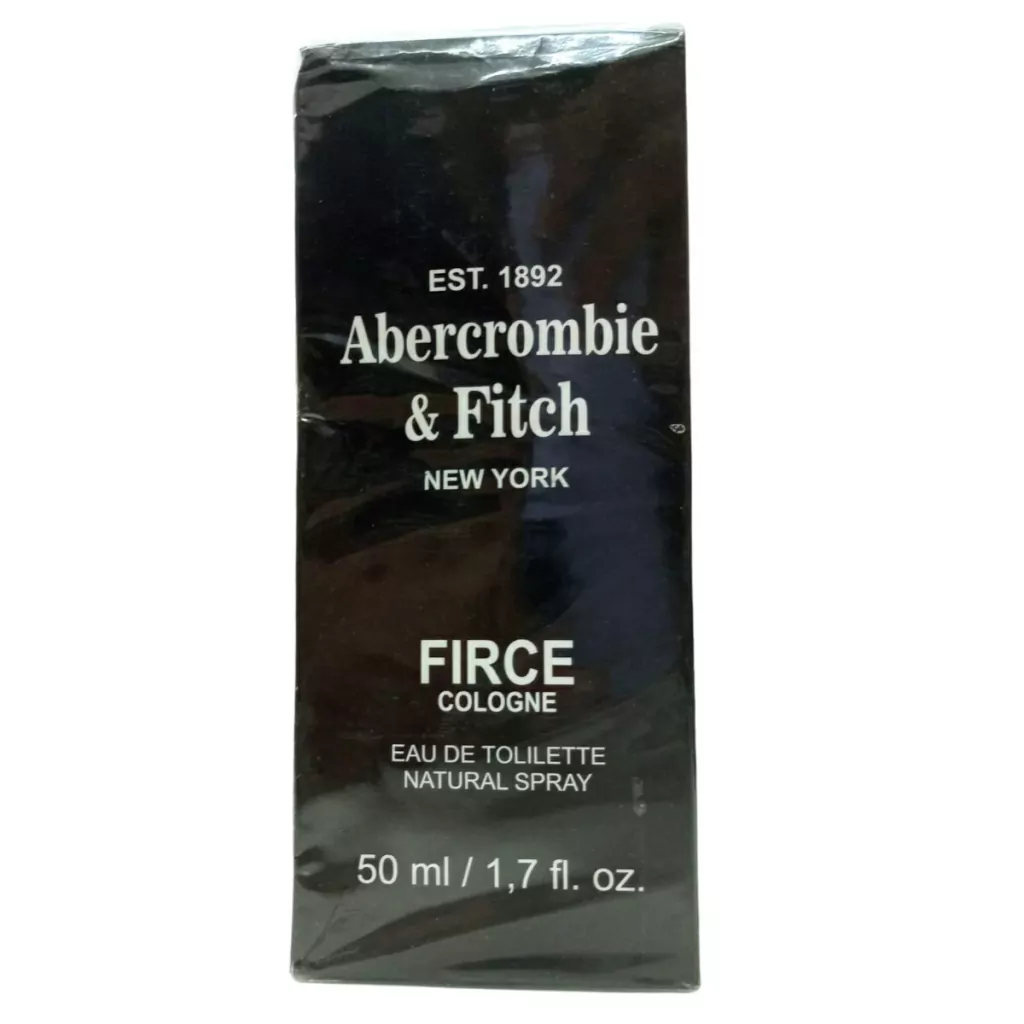 EST. 1892
Abercrombie
& Fitch
NEW YORK
FIRCE
COLOGNE
EAU DE TOLILETTE
NATURAL SPRAY
50 ml / 1,7 fl. oz.